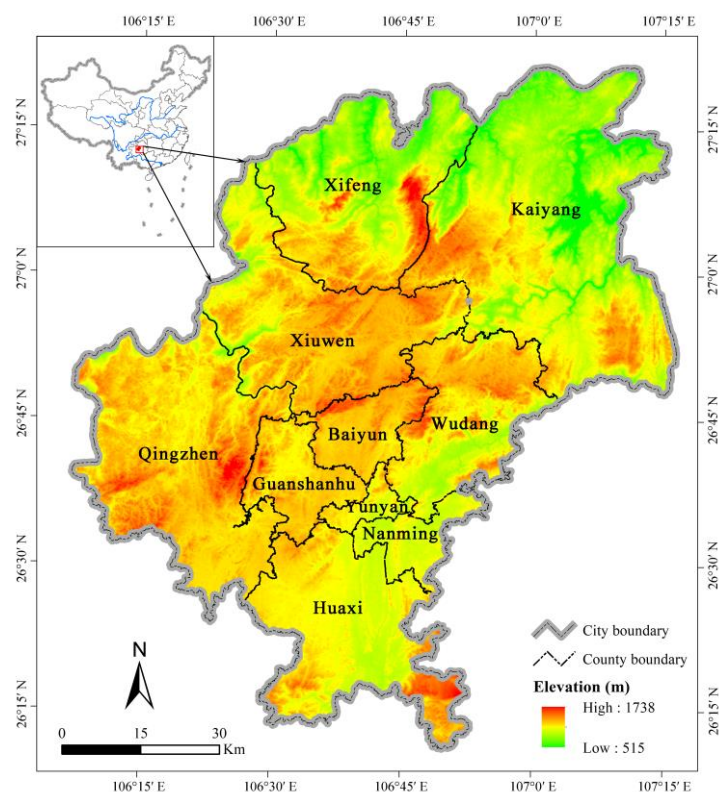 106°15′ E 106°30′ E 106°45′ E 107°0′ E 107°15′ E
27°15′ N 27°15′ N
Xifeng
Kaiyang
27°0′ N 27°0′ N
Xiuwen
26°45′ N 26°45′ N
Wudang
Baiyun
Qingzhen
Guanshanhu
Yunyan
Nanming
26°30′ N 26°30′ N
Huaxi
City boundary
N
County boundary
Elevation (m)
26°15′ N 26°15′ N
High : 1738
0 15 30
Km
Low : 515
106°15′ E 106°30′ E 106°45′ E 107°0′ E 107°15′ E